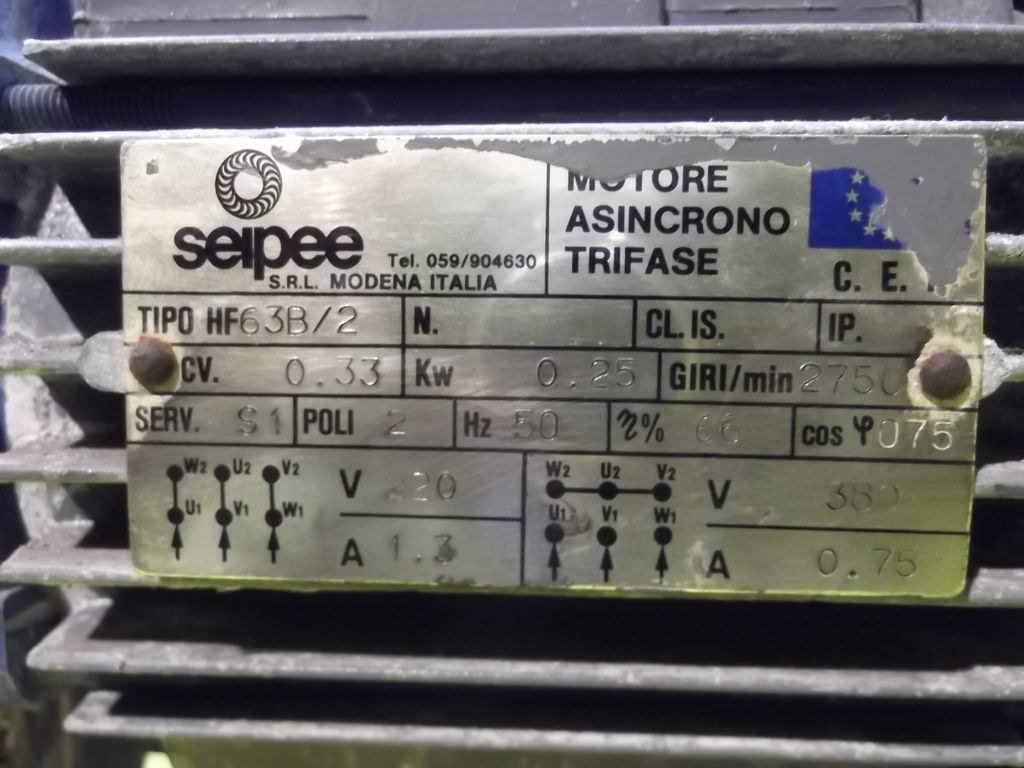 seipee
Tel. 059/904630
S.R.L. MODENA ITALIA
MOTORE
ASINCRONO
TRIFASE
C. E.
TIPO HF63B/2 N. CL.IS. IP.
CV. 0.33 Kw 0.25 GIRI/min 2750
SERV. S1 POLI 2 Hz 50 η% 66 cos φ 075
W2 U2 V2
U1 V1 W1
V 220
A 1.3
W2 U2 V2
U1 V1 W1
V 380
A 0.75